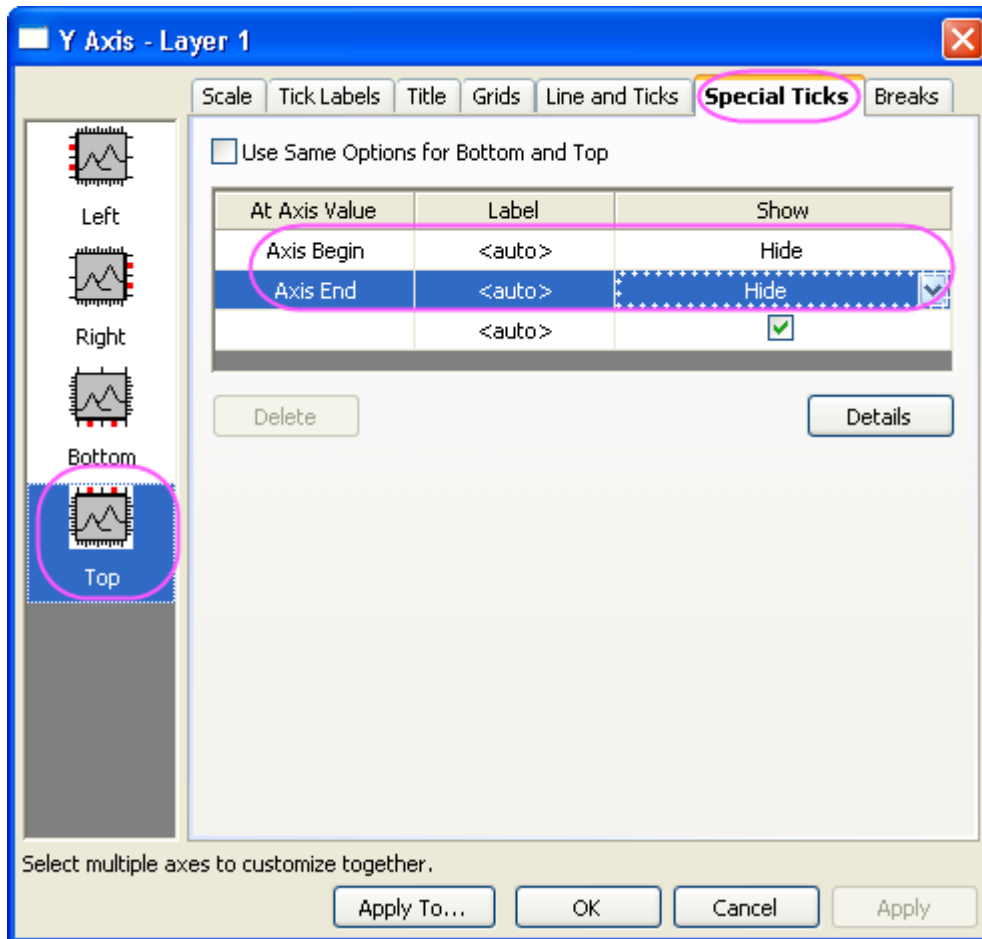 Y Axis - Layer 1
Scale Tick Labels Title Grids Line and Ticks Special Ticks Breaks
Left
Right
Bottom
Top
Use Same Options for Bottom and Top
At Axis Value Label Show
Axis Begin <auto> Hide
Axis End <auto> Hide
<auto>
Delete Details
Select multiple axes to customize together.
Apply To... OK Cancel Apply